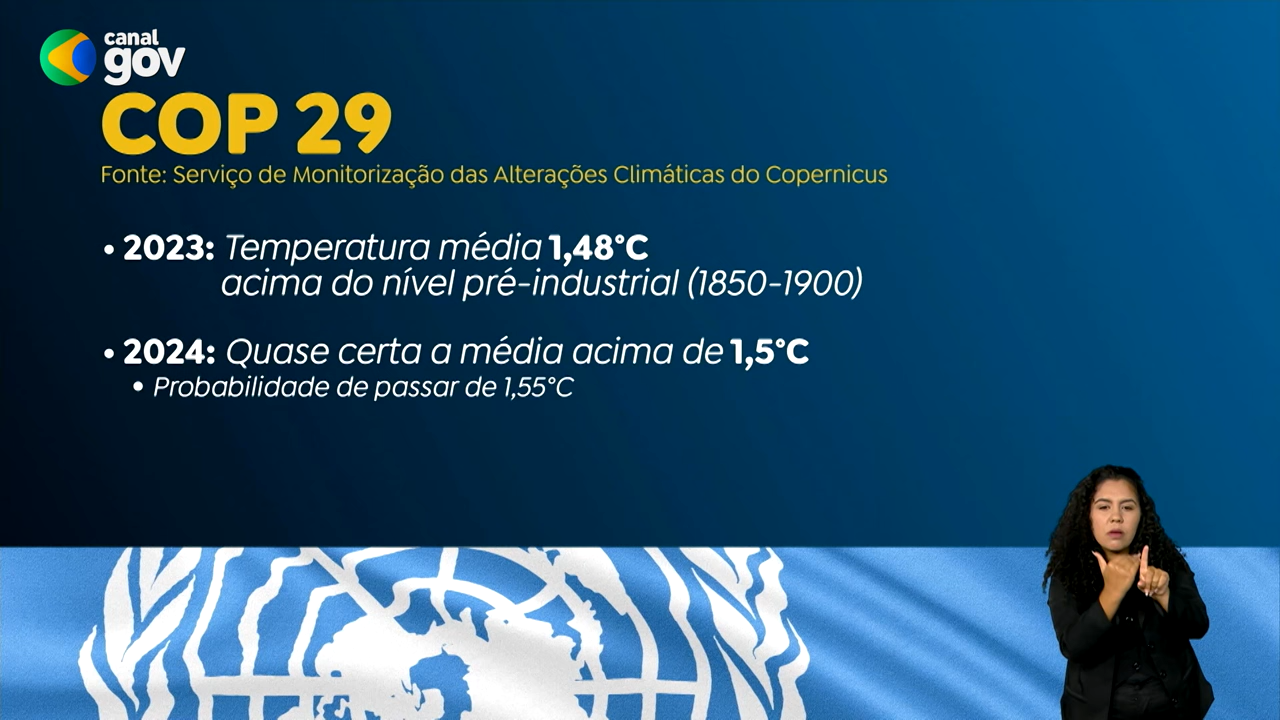 canal
gov
COP 29
Fonte: Serviço de Monitorização das Alterações Climáticas do Copernicus
• 2023: Temperatura média 1,48°C
acima do nível pré-industrial (1850-1900)
• 2024: Quase certa a média acima de 1,5°C
• Probabilidade de passar de 1,55°C